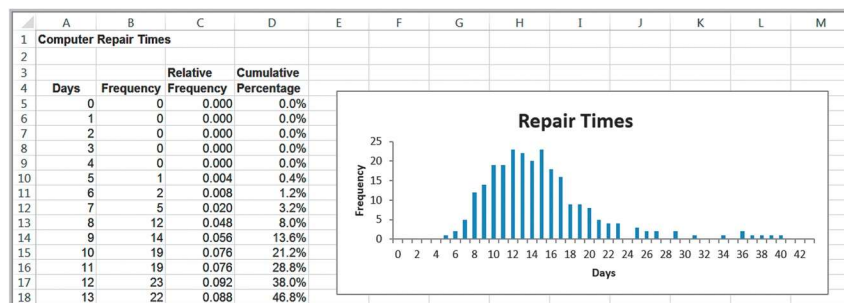 A B C D E F G H I J K L M
1 Computer Repair Times
2
3 Relative Cumulative
4 Days Frequency Frequency Percentage
5 0 0 0.000 0.0%
6 1 0 0.000 0.0%
7 2 0 0.000 0.0%
8 3 0 0.000 0.0%
9 4 0 0.000 0.0%
10 5 1 0.004 0.4%
11 6 2 0.008 1.2%
12 7 5 0.020 3.2%
13 8 12 0.048 8.0%
14 9 14 0.056 13.6%
15 10 19 0.076 21.2%
16 11 19 0.076 28.8%
17 12 23 0.092 38.0%
18 13 22 0.088 46.8%
Repair Times
Frequency
25
20
15
10
5
0
0 2 4 6 8 10 12 14 16 18 20 22 24 26 28 30 32 34 36 38 40 42
Days